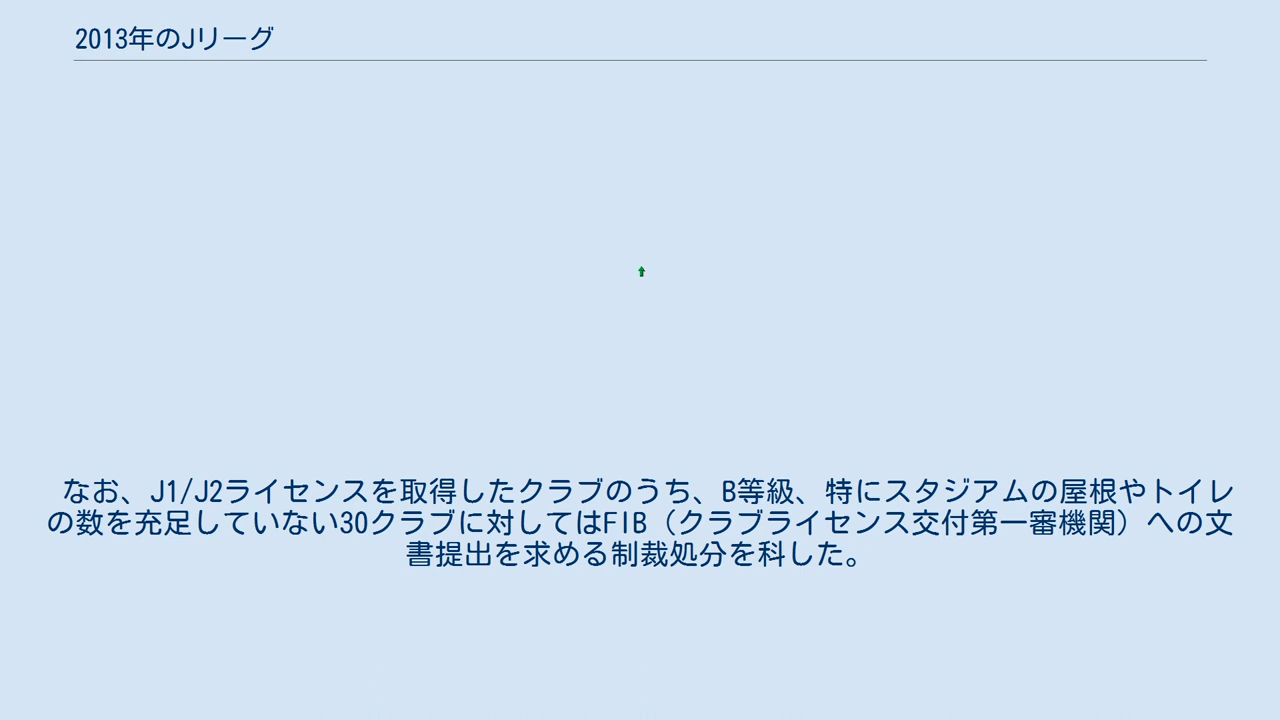 2013年のJリーグ
なお、J1/J2ライセンスを取得したクラブのうち、B等級、特にスタジアムの屋根やトイレ
の数を充足していない30クラブに対してはFIB（クラブライセンス交付第一審機関）への文
書提出を求める制裁処分を科した。